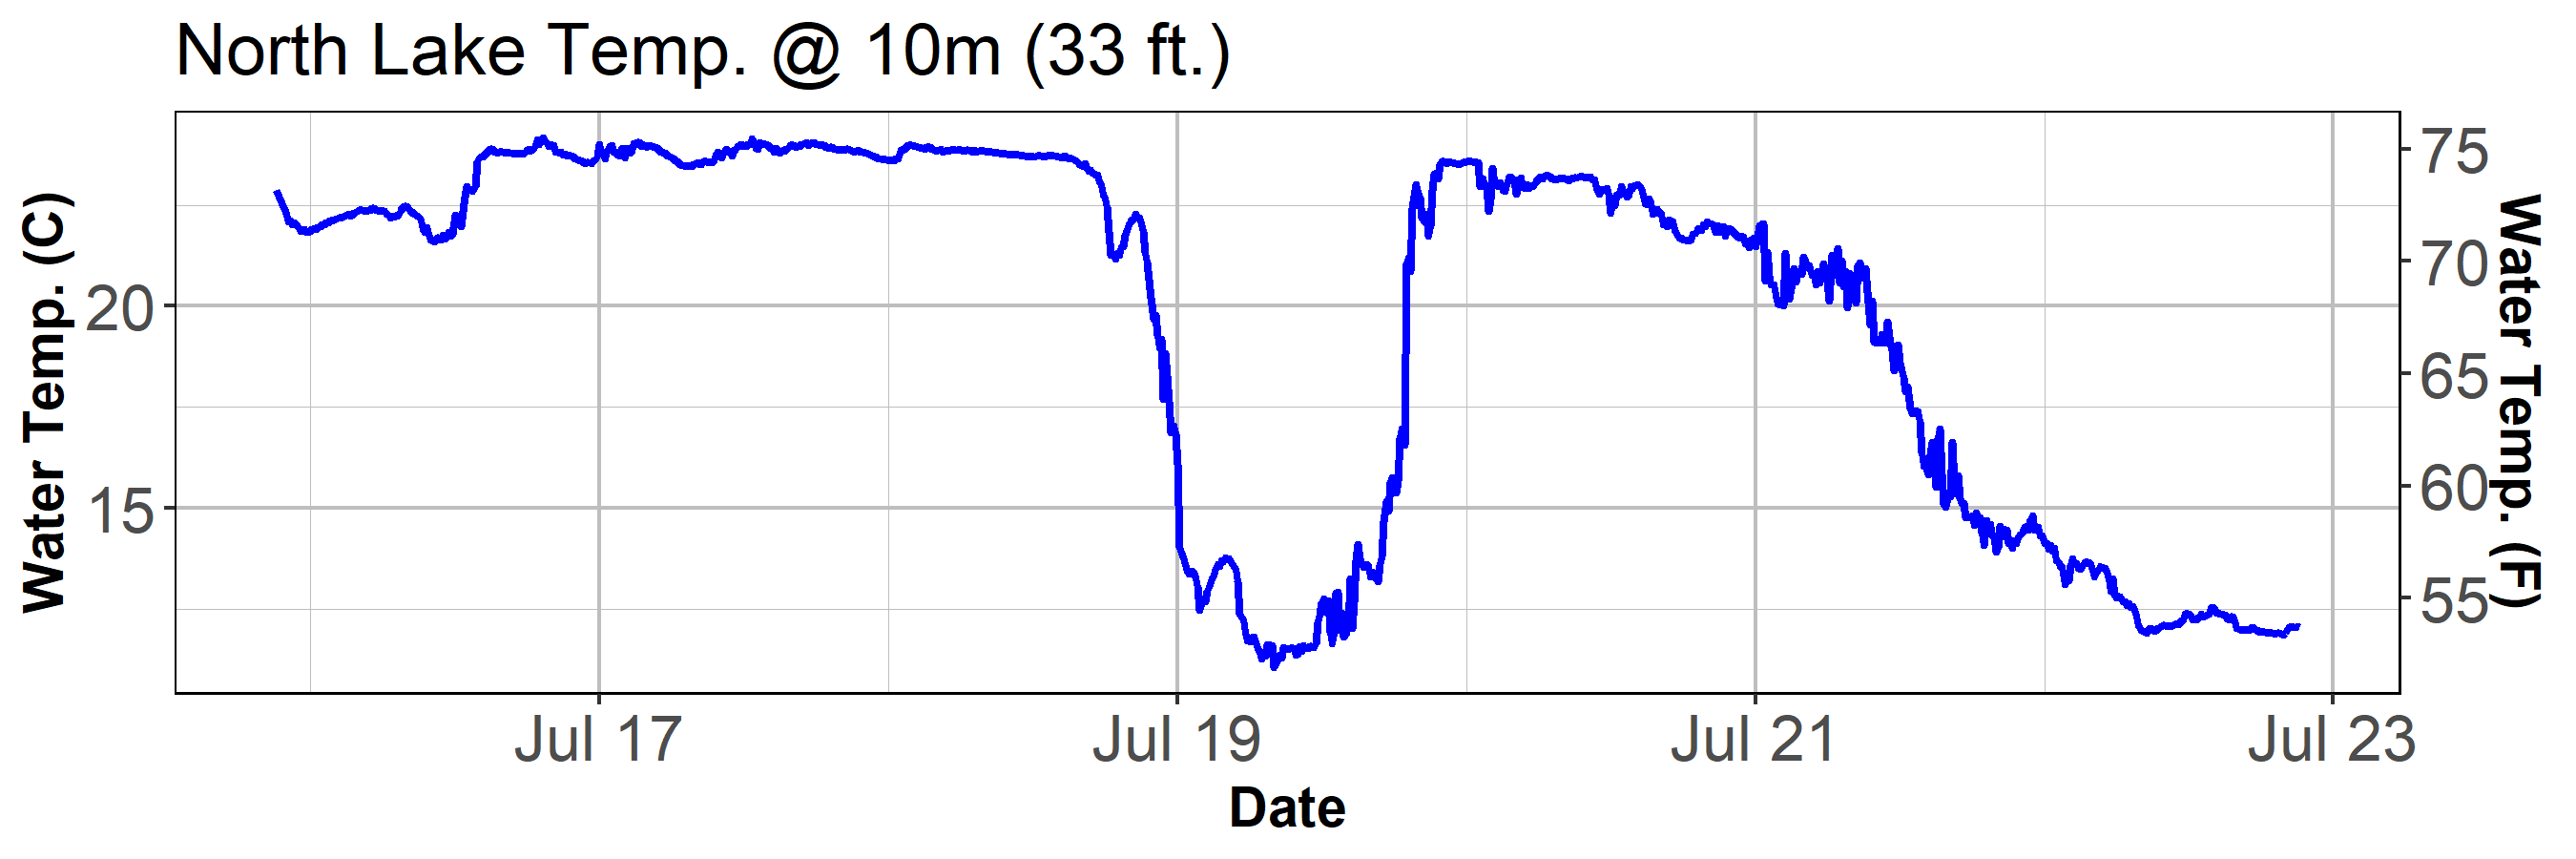 North Lake Temp. @ 10m (33 ft.)
Water Temp. (C)
20
15
75
70
65
60
55
Water Temp. (F)
Jul 17
Jul 19
Jul 21
Jul 23
Date